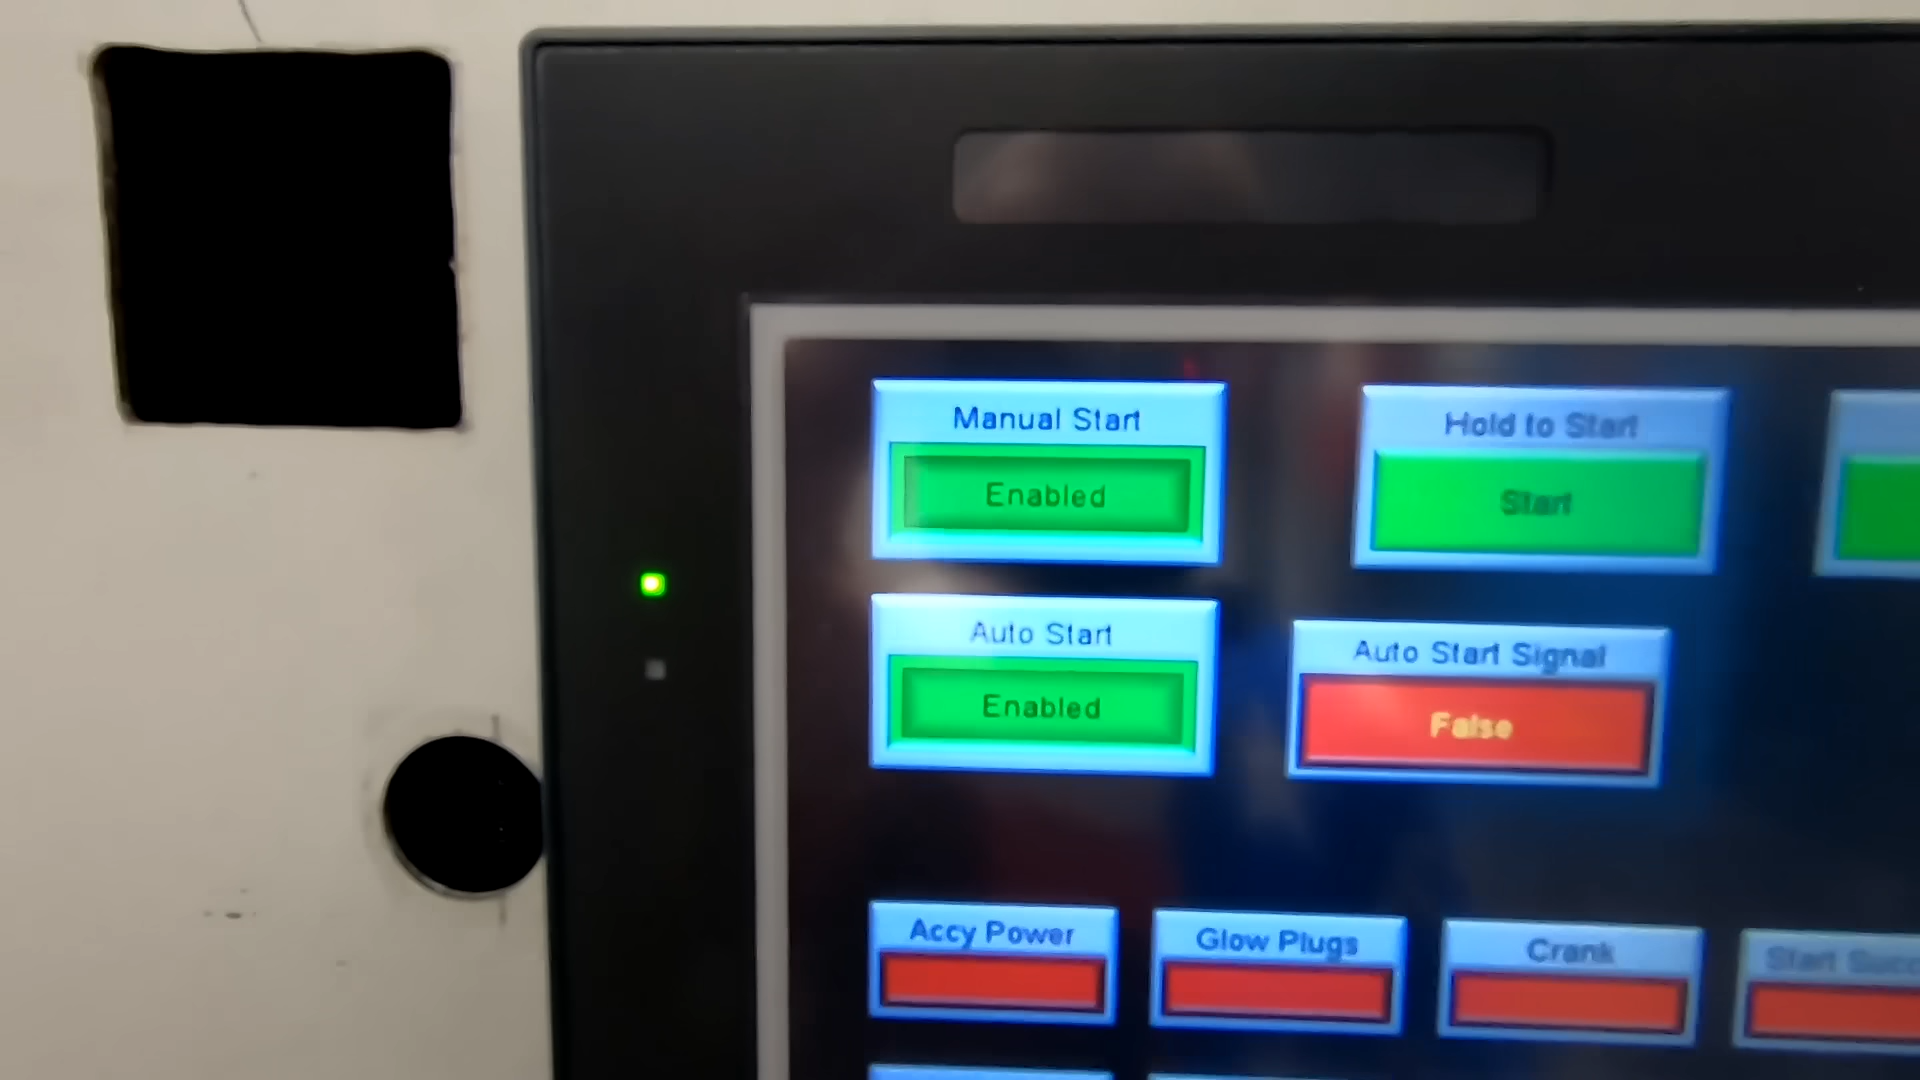 Manual Start
Enabled
Hold to Start
Start
Auto Start
Enabled
Auto Start Signal
False
Accy Power
Glow Plugs
Crank
Start